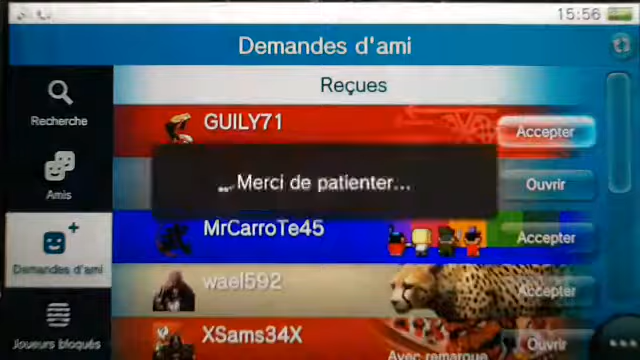 15:56
Demandes d'ami
Reçues
Recherche
GUILY71
Accepter
Merci de patienter...
Ouvrir
Amis
MrCarroTe45
Accepter
Demandes d'ami
wael592
Accepter
Joueurs bloqués
XSams34X
Ouvrir
Avec remarque